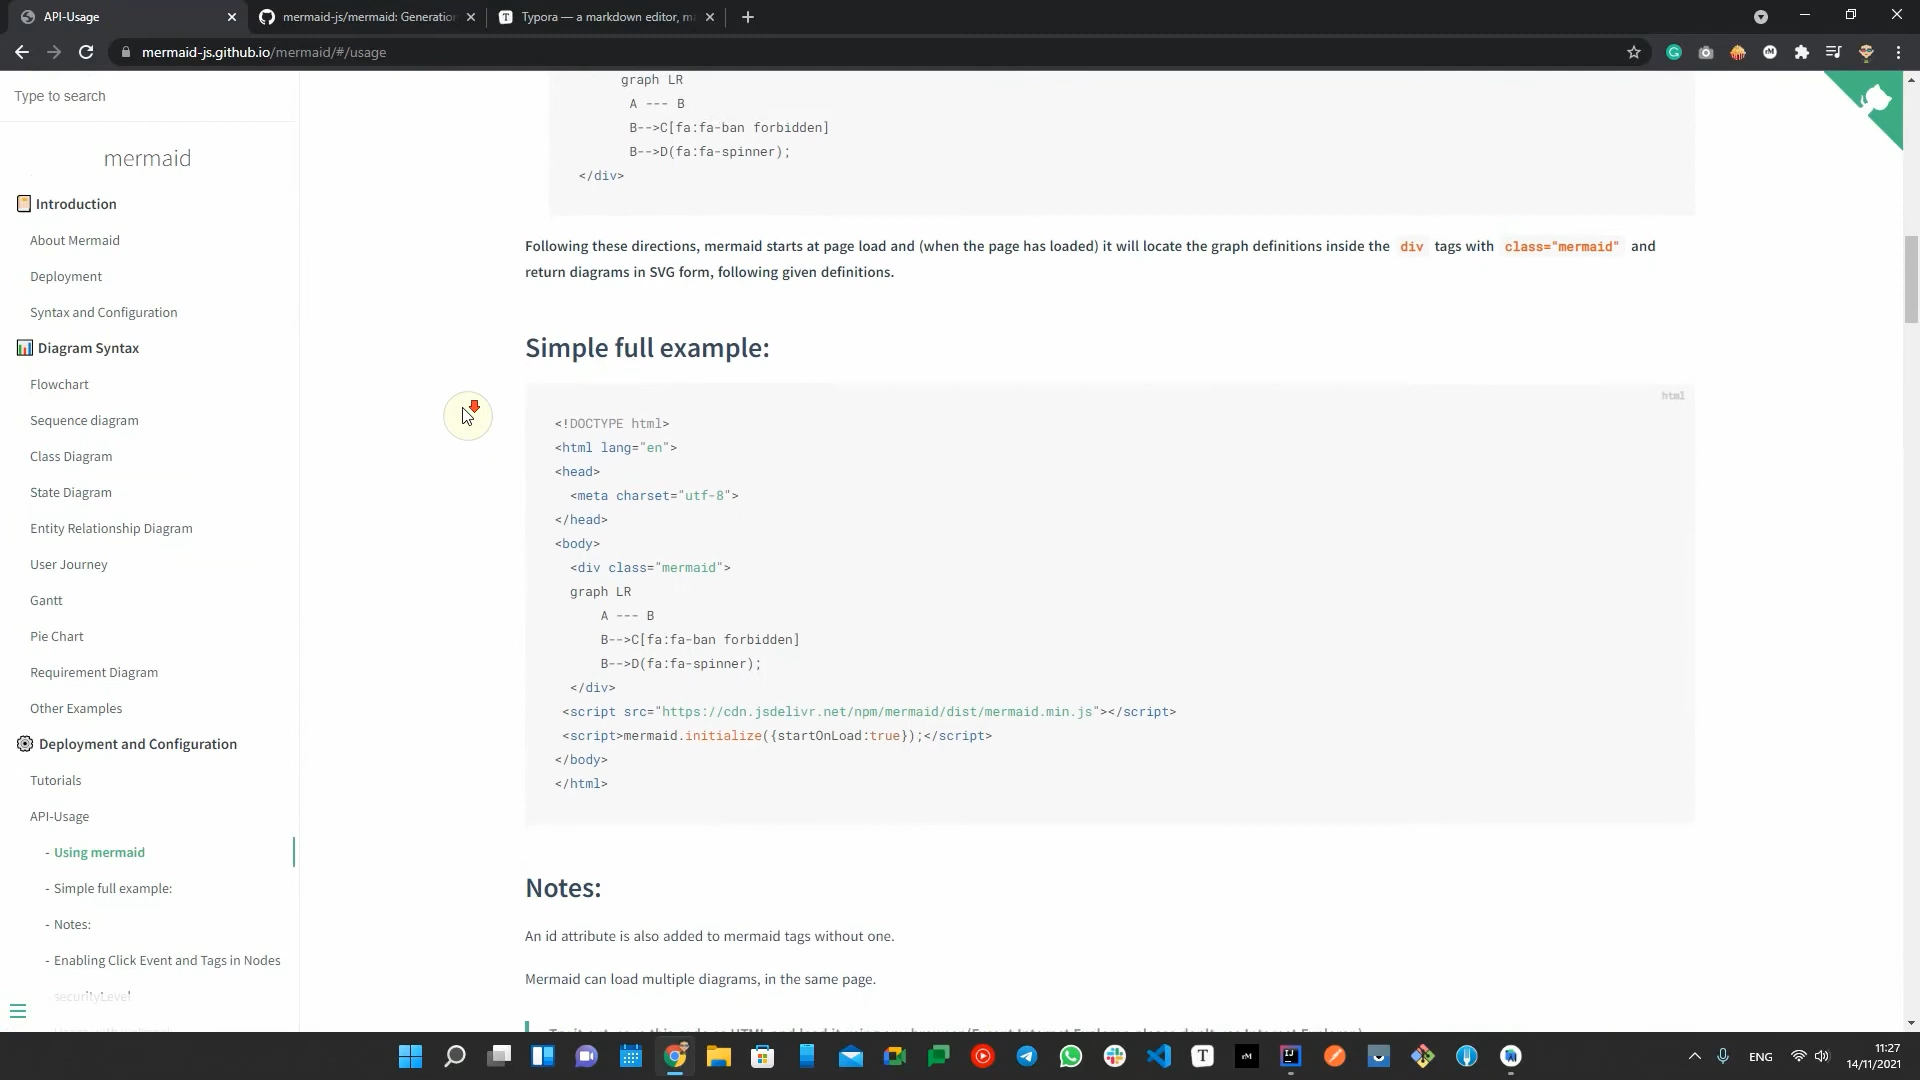 API-Usage
mermaid-js/mermaid: Generation
Typora — a markdown editor, m
mermaid-js.github.io/mermaid/#/usage
Type to search
mermaid
Introduction
About Mermaid
Deployment
Syntax and Configuration
Diagram Syntax
Flowchart
Sequence diagram
Class Diagram
State Diagram
Entity Relationship Diagram
User Journey
Gantt
Pie Chart
Requirement Diagram
Other Examples
Deployment and Configuration
Tutorials
API-Usage
- Using mermaid
- Simple full example:
- Notes:
- Enabling Click Event and Tags in Nodes
securityLevel
graph LR
A --- B
B-->C[fa:fa-ban forbidden]
B-->D(fa:fa-spinner);
</div>
Following these directions, mermaid starts at page load and (when the page has loaded) it will locate the graph definitions inside the div tags with class="mermaid" and
return diagrams in SVG form, following given definitions.
Simple full example:
html
<!DOCTYPE html>
<html lang="en">
<head>
<meta charset="utf-8">
</head>
<body>
<div class="mermaid">
graph LR
A --- B
B-->C[fa:fa-ban forbidden]
B-->D(fa:fa-spinner);
</div>
<script src="https://cdn.jsdelivr.net/npm/mermaid/dist/mermaid.min.js"></script>
<script>mermaid.initialize({startOnLoad:true});</script>
</body>
</html>
Notes:
An id attribute is also added to mermaid tags without one.
Mermaid can load multiple diagrams, in the same page.
ENG
11:27
14/11/2021